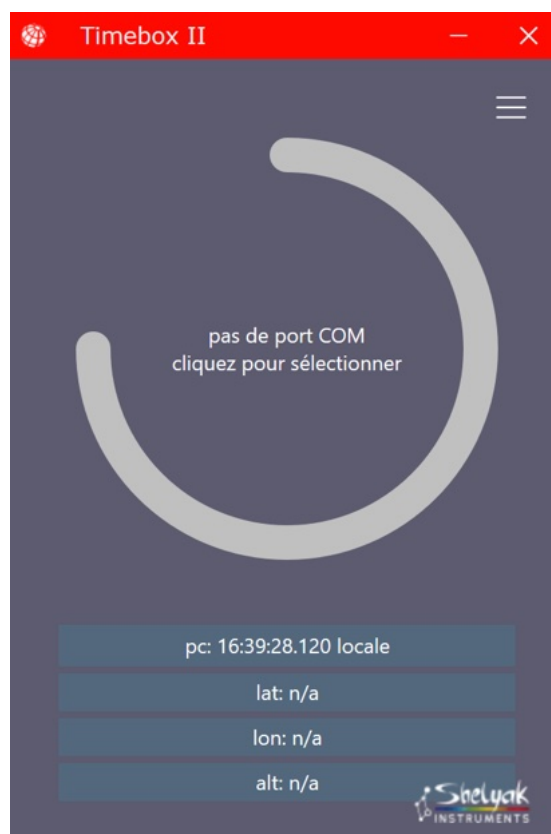 Timebox II
pas de port COM
cliquez pour sélectionner
pc: 16:39:28.120 locale
lat: n/a
lon: n/a
alt: n/a
Shelyak
INSTRUMENTS